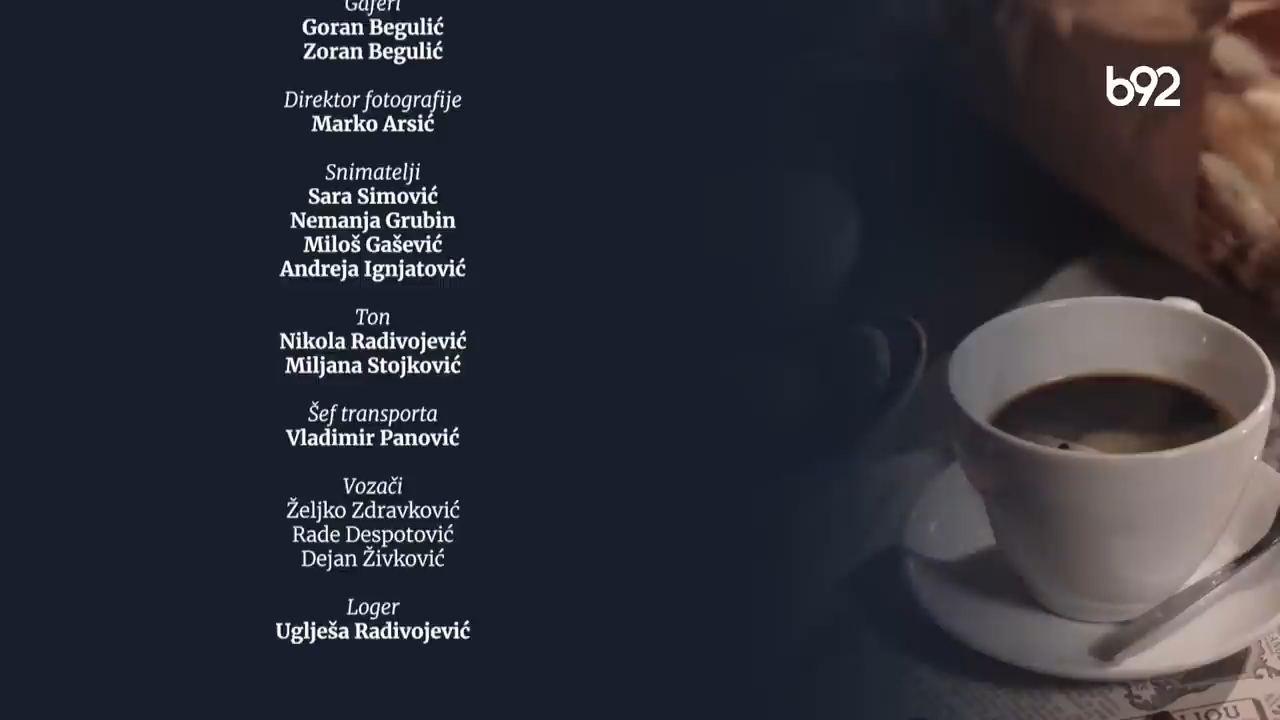 Gaferi
Goran Begulić
Zoran Begulić
Direktor fotografije
Marko Arsić
Snimatelji
Sara Simović
Nemanja Grubin
Miloš Gašević
Andreja Ignjatović
Ton
Nikola Radivojević
Miljana Stojković
Šef transporta
Vladimir Panović
Vozači
Željko Zdravković
Rade Despotović
Dejan Živković
Loger
Uglješa Radivojević
b92